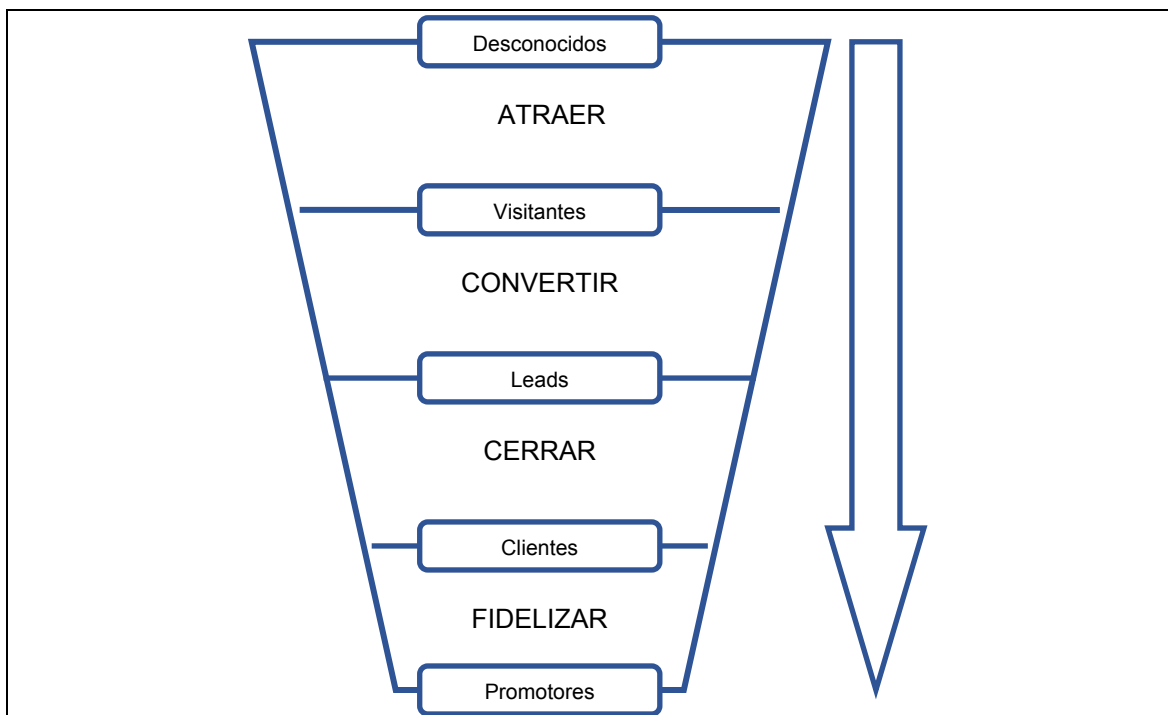 Desconocidos
ATRAER
Visitantes
CONVERTIR
Leads
CERRAR
Clientes
FIDELIZAR
Promotores